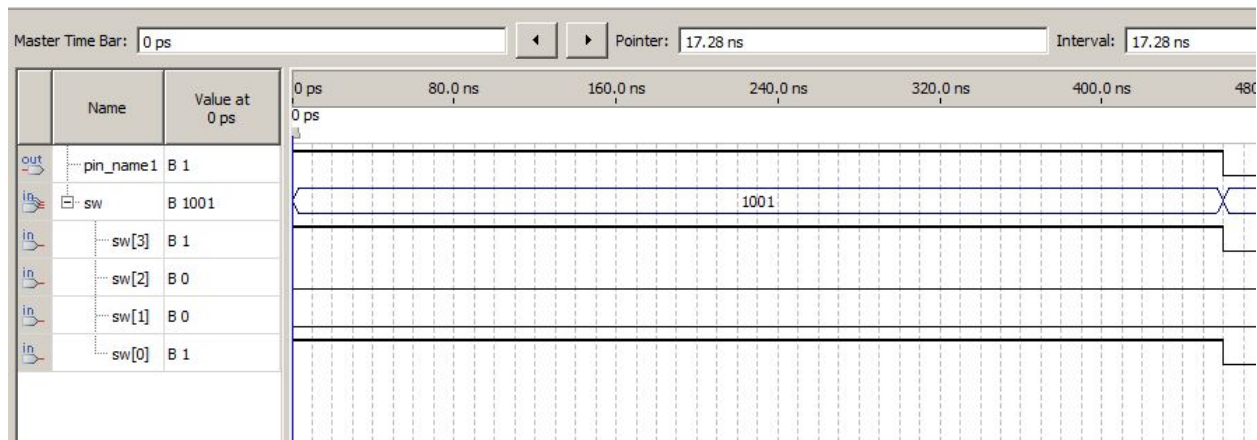 Master Time Bar: 0 ps Pointer: 17.28 ns Interval: 17.28 ns
Name Value at 0 ps
0 ps 80.0 ns 160.0 ns 240.0 ns 320.0 ns 400.0 ns 480
0 ps
out pin_name1 B 1
in sw B 1001 1001
in sw[3] B 1
in sw[2] B 0
in sw[1] B 0
in sw[0] B 1